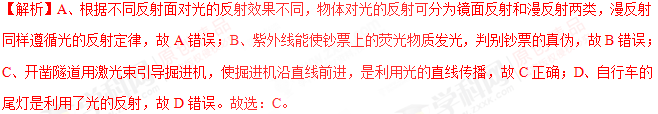 【解析】A、根据不同反射面对光的反射效果不同，物体对光的反射可分为镜面反射和漫反射两类，漫反射
同样遵循光的反射定律，故 A 错误；B、紫外线能使钞票上的荧光物质发光，判别钞票的真伪，故 B 错误；
C、开凿隧道用激光束引导掘进机，使掘进机沿直线前进，是利用光的直线传播，故 C 正确；D、自行车的
尾灯是利用了光的反射，故 D 错误。故选：C。